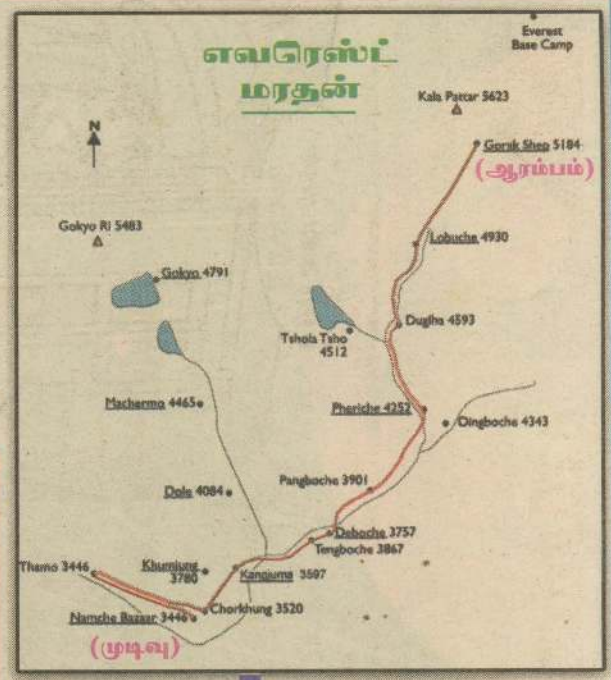 Everest
Base Camp
எவரெஸ்ட்
மரதன்
Kala Pattar 5623
N
Gorak Shep 5184
(ஆரம்பம்)
Gokyo Ri 5483
Lobuche 4930
Gokyo 4791
Duglha 4593
Tshola Tsho
4512
Machermo 4465
Pheriche 4252
Dingboche 4343
Pangboche 3901
Dole 4084
Deboche 3757
Tengboche 3867
Thamo 3446
Khumjung
3780
Kanojuma 3597
Chorkhung 3520
Namche Bazaar 3446
(முடிவு)